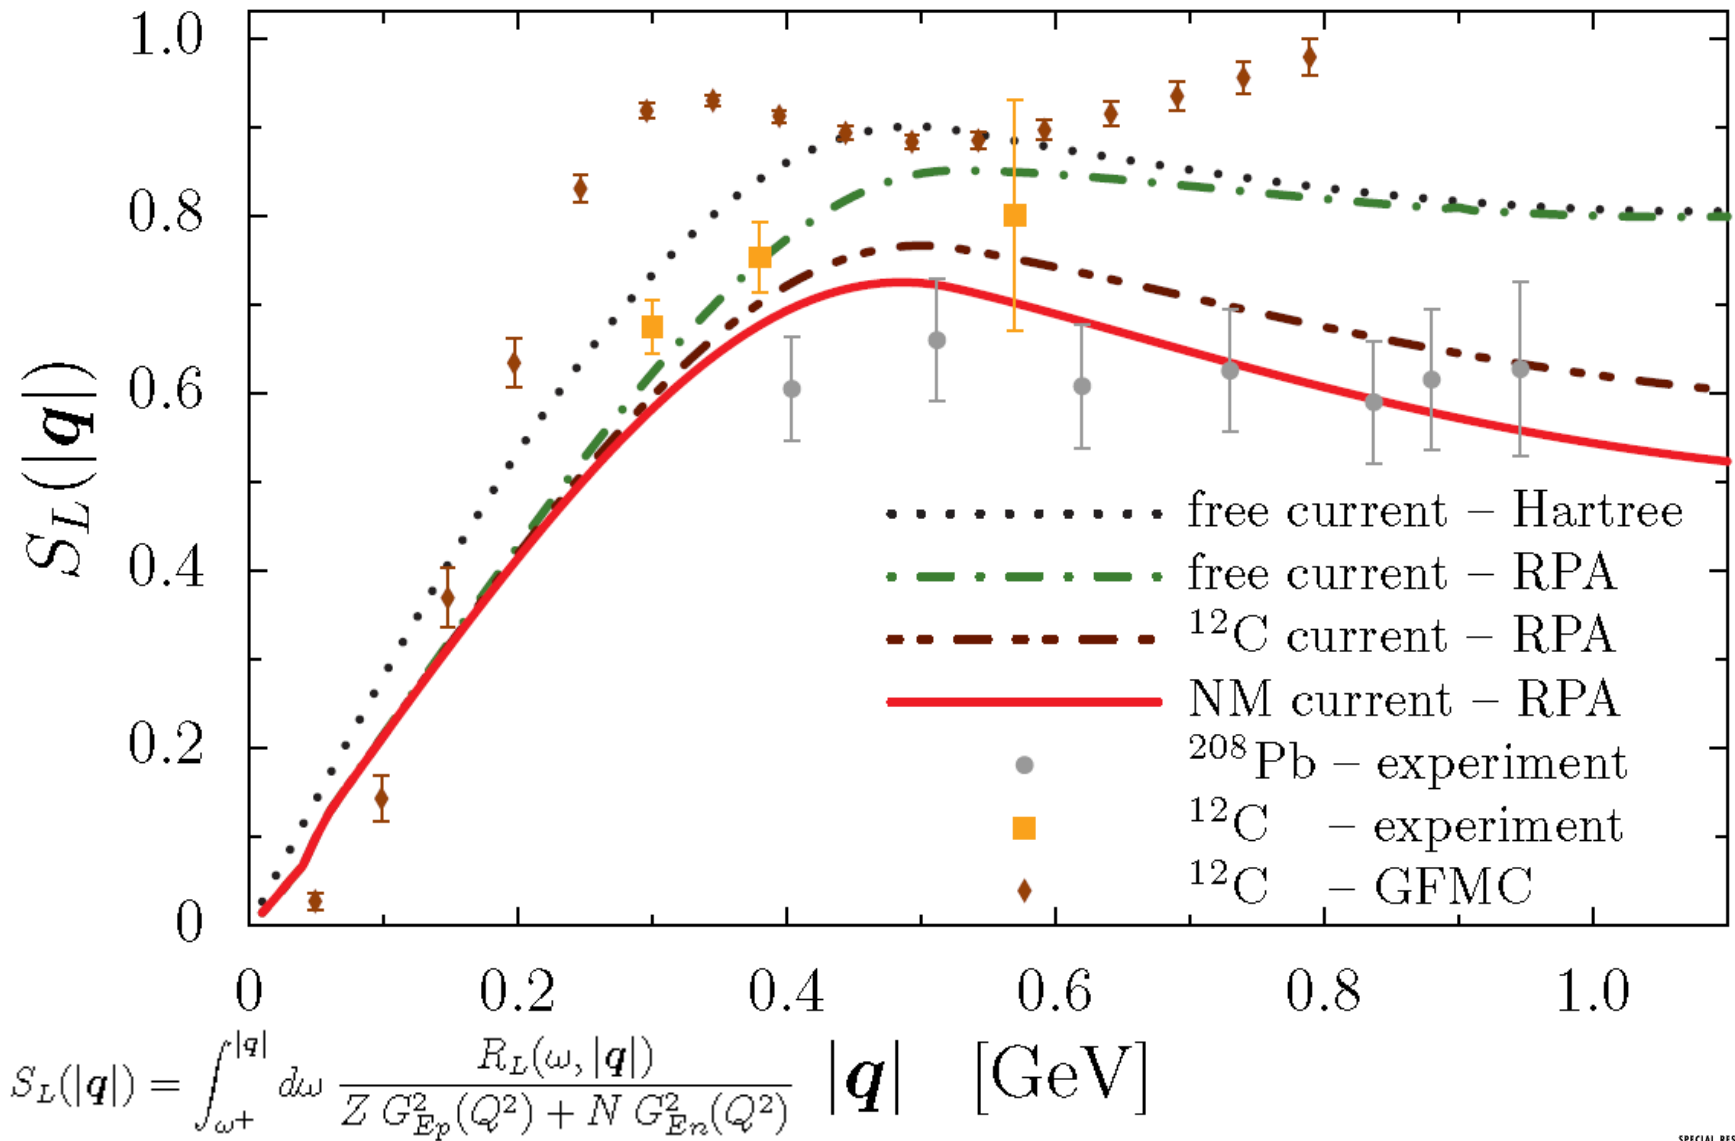 1.0
0.8
0.6
0.4
0.2
0
S_L(|q|)
free current – Hartree
free current – RPA
¹²C current – RPA
NM current – RPA
²⁰⁸Pb – experiment
¹²C – experiment
¹²C – GFMC
0 0.2 0.4 0.6 0.8 1.0
|q| [GeV]
S_L(|q|) = ∫_{ω⁺}^{|q|} dω R_L(ω, |q|) / (Z G²_{Ep}(Q²) + N G²_{En}(Q²))